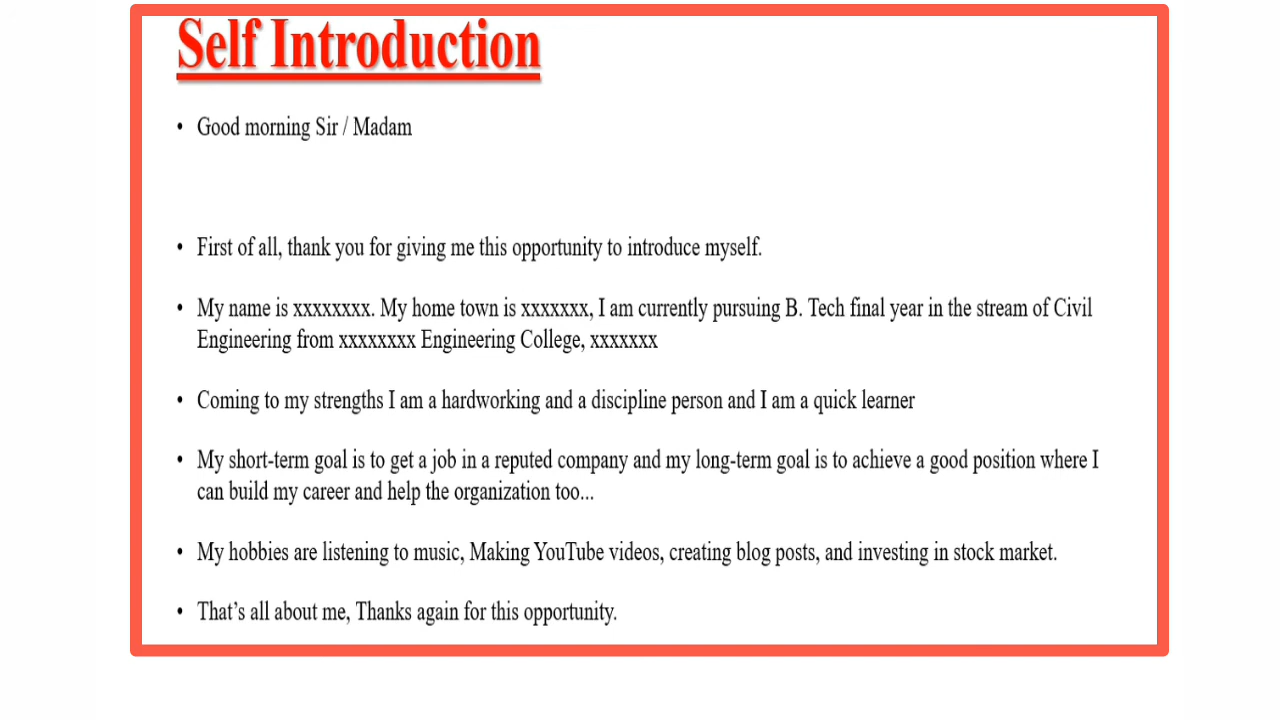 Self Introduction
• Good morning Sir / Madam
• First of all, thank you for giving me this opportunity to introduce myself.
• My name is xxxxxxxx. My home town is xxxxxxx, I am currently pursuing B. Tech final year in the stream of Civil
Engineering from xxxxxxxx Engineering College, xxxxxxx
• Coming to my strengths I am a hardworking and a discipline person and I am a quick learner
• My short-term goal is to get a job in a reputed company and my long-term goal is to achieve a good position where I
can build my career and help the organization too...
• My hobbies are listening to music, Making YouTube videos, creating blog posts, and investing in stock market.
• That’s all about me, Thanks again for this opportunity.